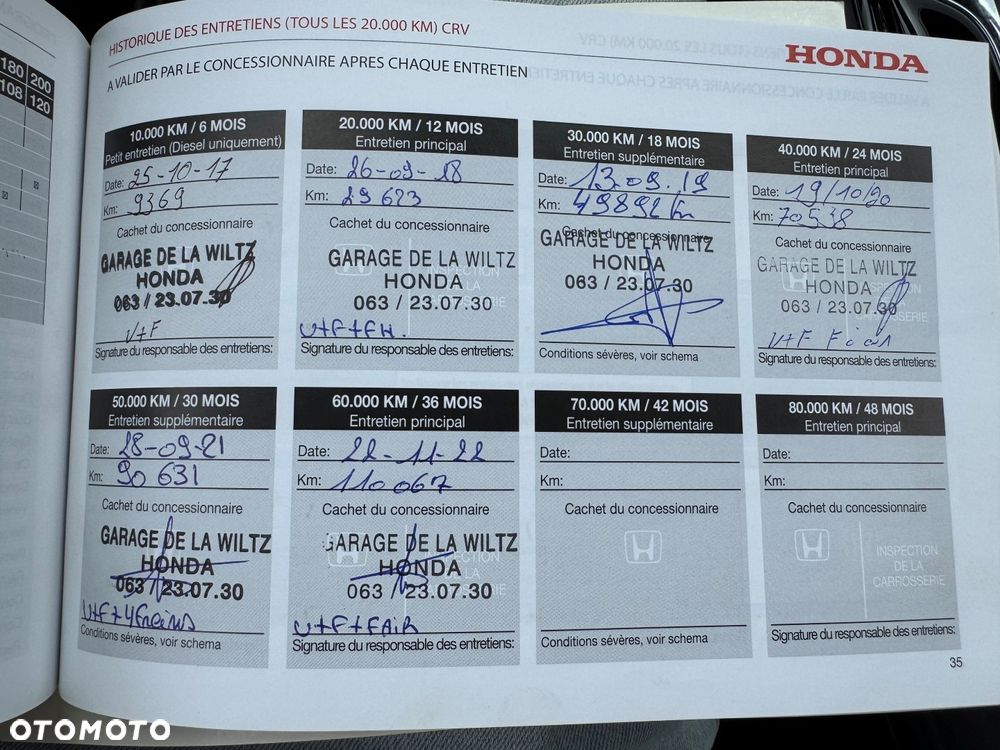 180 200
108 120
HISTORIQUE DES ENTRETIENS (TOUS LES 20.000 KM) CRV
HONDA
A VALIDER PAR LE CONCESSIONNAIRE APRES CHAQUE ENTRETIEN
10.000 KM / 6 MOIS
Petit entretien (Diesel uniquement)
Date: 25-10-17
Km: 9369
Cachet du concessionnaire
GARAGE DE LA WILTZ
HONDA
063 / 23.07.30
V+F
Signature du responsable des entretiens:
20.000 KM / 12 MOIS
Entretien principal
Date: 26-09-18
Km: 29623
Cachet du concessionnaire
GARAGE DE LA WILTZ
HONDA
INSPECTION
063 / 23.07.30
V+F+FH.
Signature du responsable des entretiens:
30.000 KM / 18 MOIS
Entretien supplémentaire
Date: 13.09.19
Km: 49892 km
Cachet du concessionnaire
GARAGE DE LA WILTZ
HONDA
063 / 23.07.30
Conditions sévères, voir schema
40.000 KM / 24 MOIS
Entretien principal
Date: 19/10/20
Km: 70538
Cachet du concessionnaire
GARAGE DE LA WILTZ
HONDA
063 / 23.07.30
CARROSSERIE
V+F
Signature du responsable des entretiens:
50.000 KM / 30 MOIS
Entretien supplémentaire
Date: 28-09-21
Km: 90 631
Cachet du concessionnaire
GARAGE DE LA WILTZ
HONDA
063 / 23.07.30
V+F+4Freins
Conditions sévères, voir schema
60.000 KM / 36 MOIS
Entretien principal
Date: 22-11-22
Km: 110067
Cachet du concessionnaire
GARAGE DE LA WILTZ
HONDA
063 / 23.07.30
V+F+FAIR
Signature du responsable des entretiens:
70.000 KM / 42 MOIS
Entretien supplémentaire
Date:
Km:
Cachet du concessionnaire
Conditions sévères, voir schema
80.000 KM / 48 MOIS
Entretien principal
Date:
Km:
Cachet du concessionnaire
INSPECTION
DE LA
CARROSSERIE
Signature du responsable des entretiens:
35
OTOMOTO